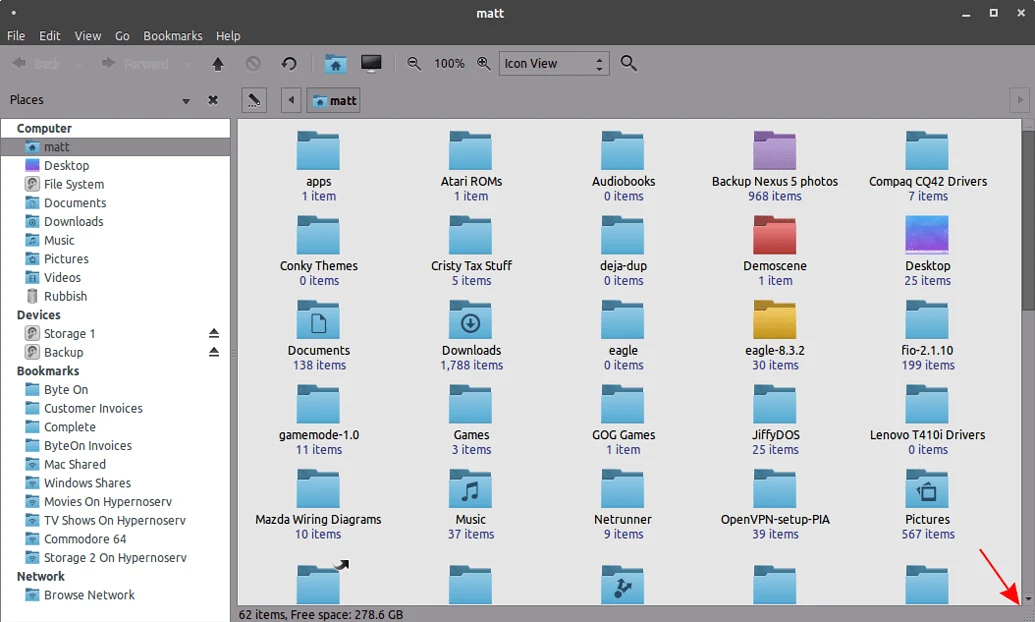 matt
File Edit View Go Bookmarks Help
Back Forward 100% Icon View
Places
matt
Computer
matt
Desktop
File System
Documents
Downloads
Music
Pictures
Videos
Rubbish
Devices
Storage 1
Backup
Bookmarks
Byte On
Customer Invoices
Complete
ByteOn Invoices
Mac Shared
Windows Shares
Movies On Hypernoserv
TV Shows On Hypernoserv
Commodore 64
Storage 2 On Hypernoserv
Network
Browse Network
apps Atari ROMs Audiobooks Backup Nexus 5 photos Compaq CQ42 Drivers
1 item 1 item 0 items 968 items 7 items
Conky Themes Cristy Tax Stuff deja-dup Demoscene Desktop
0 items 5 items 0 items 1 item 25 items
Documents Downloads eagle eagle-8.3.2 fio-2.1.10
138 items 1,788 items 0 items 30 items 199 items
gamemode-1.0 Games GOG Games JiffyDOS Lenovo T410i Drivers
11 items 3 items 1 item 25 items 0 items
Mazda Wiring Diagrams Music Netrunner OpenVPN-setup-PIA Pictures
10 items 37 items 9 items 39 items 567 items
62 items, Free space: 278.6 GB